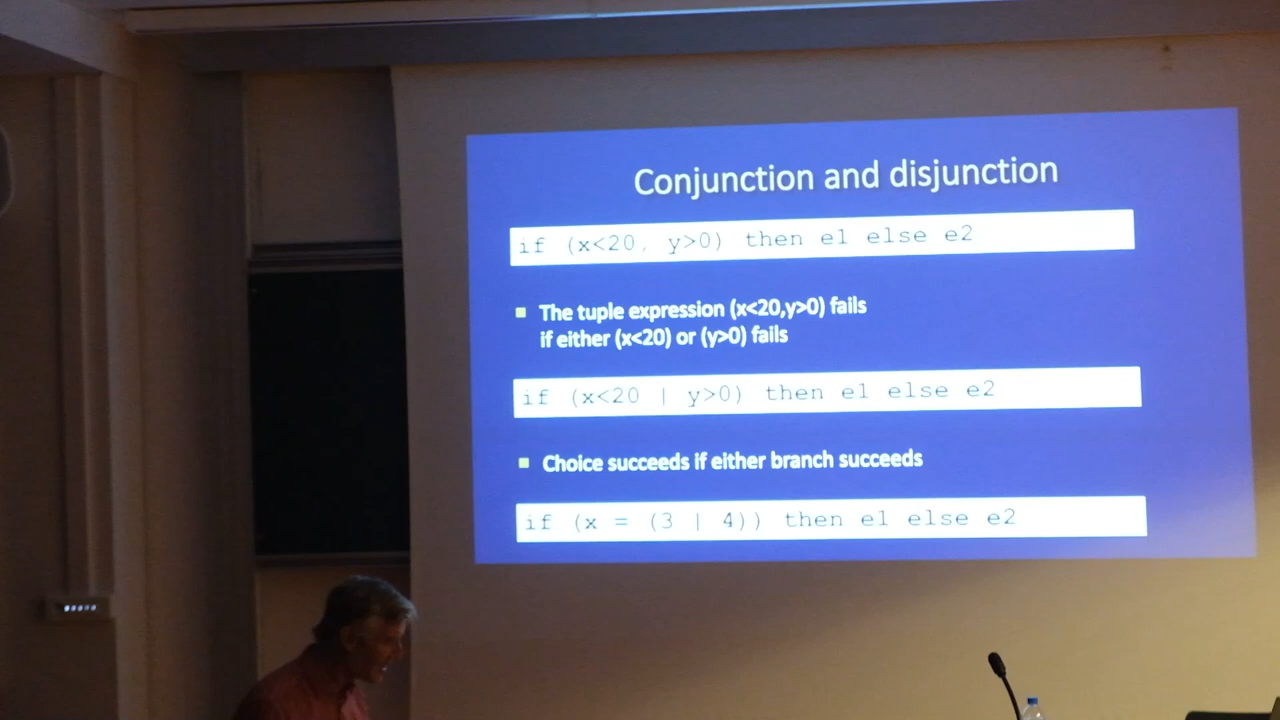 Conjunction and disjunction
if (x<20, y>0) then e1 else e2
The tuple expression (x<20,y>0) fails
if either (x<20) or (y>0) fails
if (x<20 | y>0) then e1 else e2
Choice succeeds if either branch succeeds
if (x = (3 | 4)) then e1 else e2